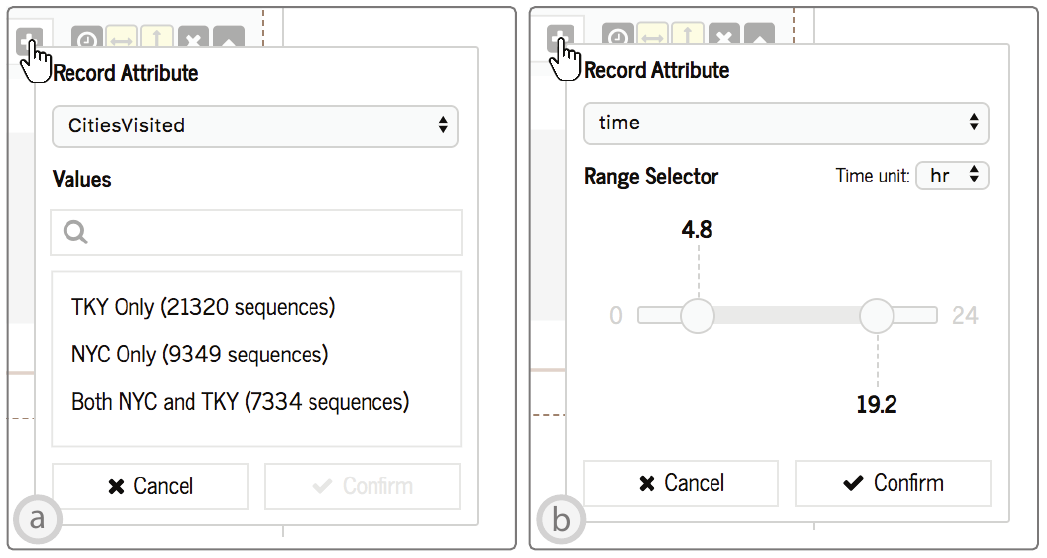 Record Attribute
CitiesVisited
Values
TKY Only (21320 sequences)
NYC Only (9349 sequences)
Both NYC and TKY (7334 sequences)
Cancel
Confirm
a
Record Attribute
time
Range Selector
Time unit: hr
4.8
0
24
19.2
Cancel
Confirm
b